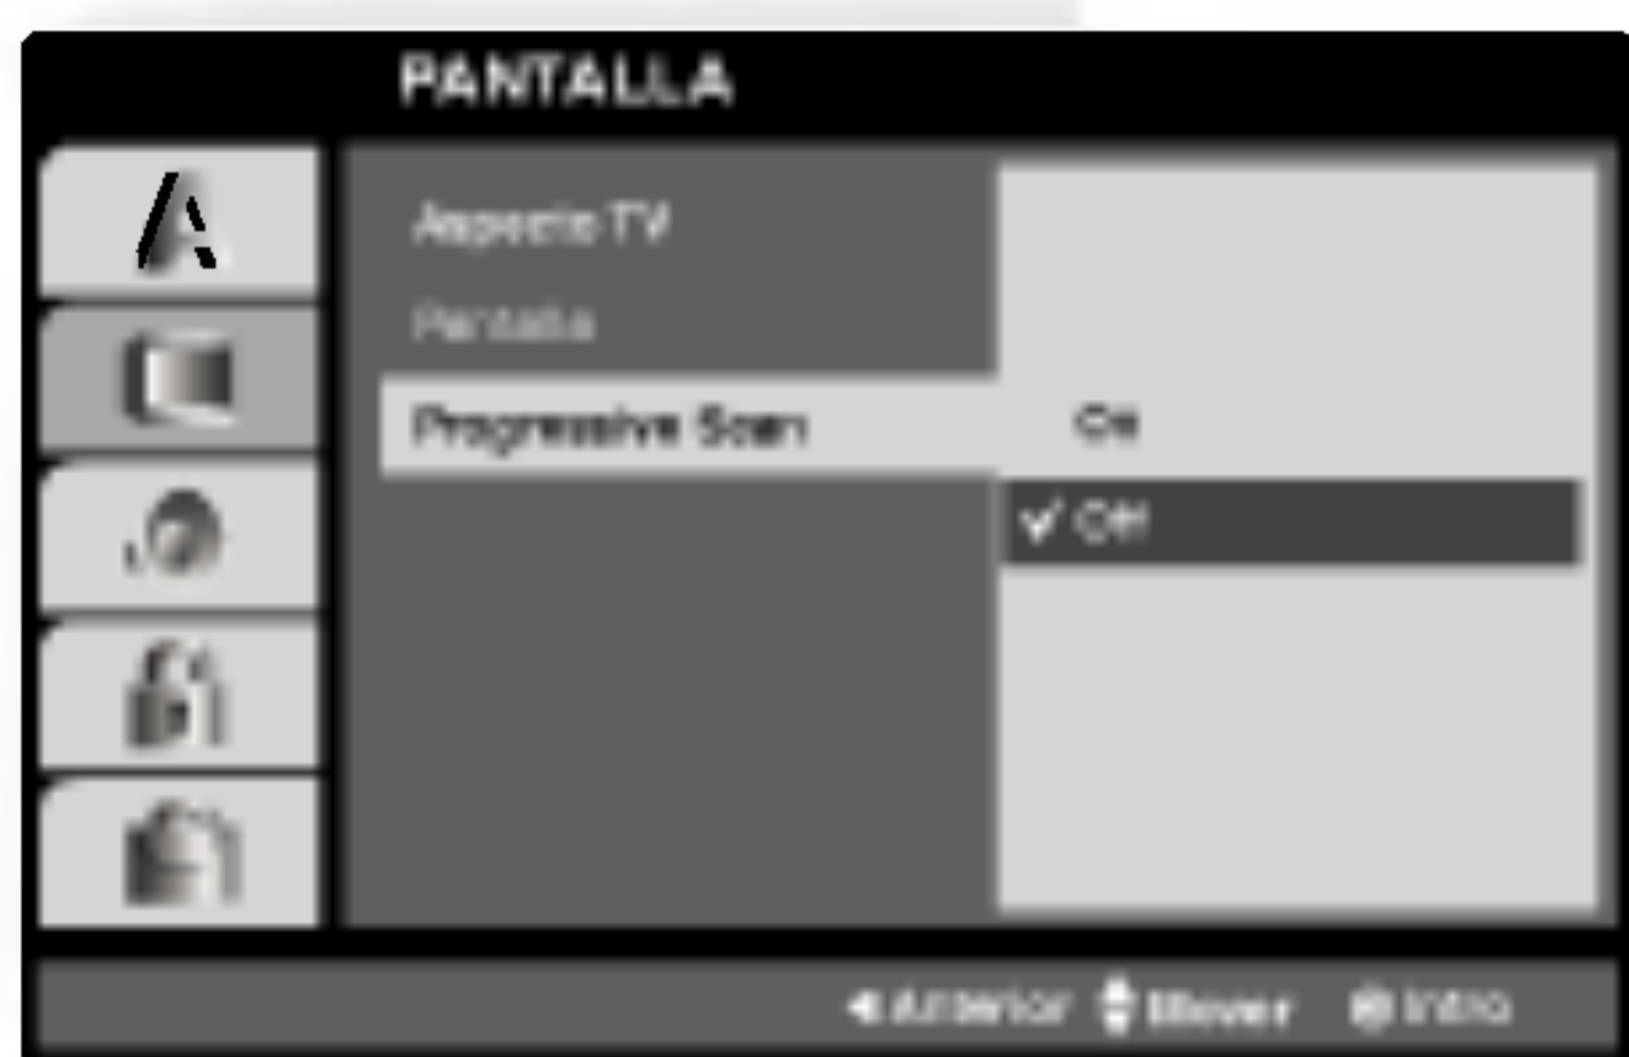 PANTALLA
Aspecto TV
Pantalla
Progressive Scan
On
Off
Anterior Mover Intro